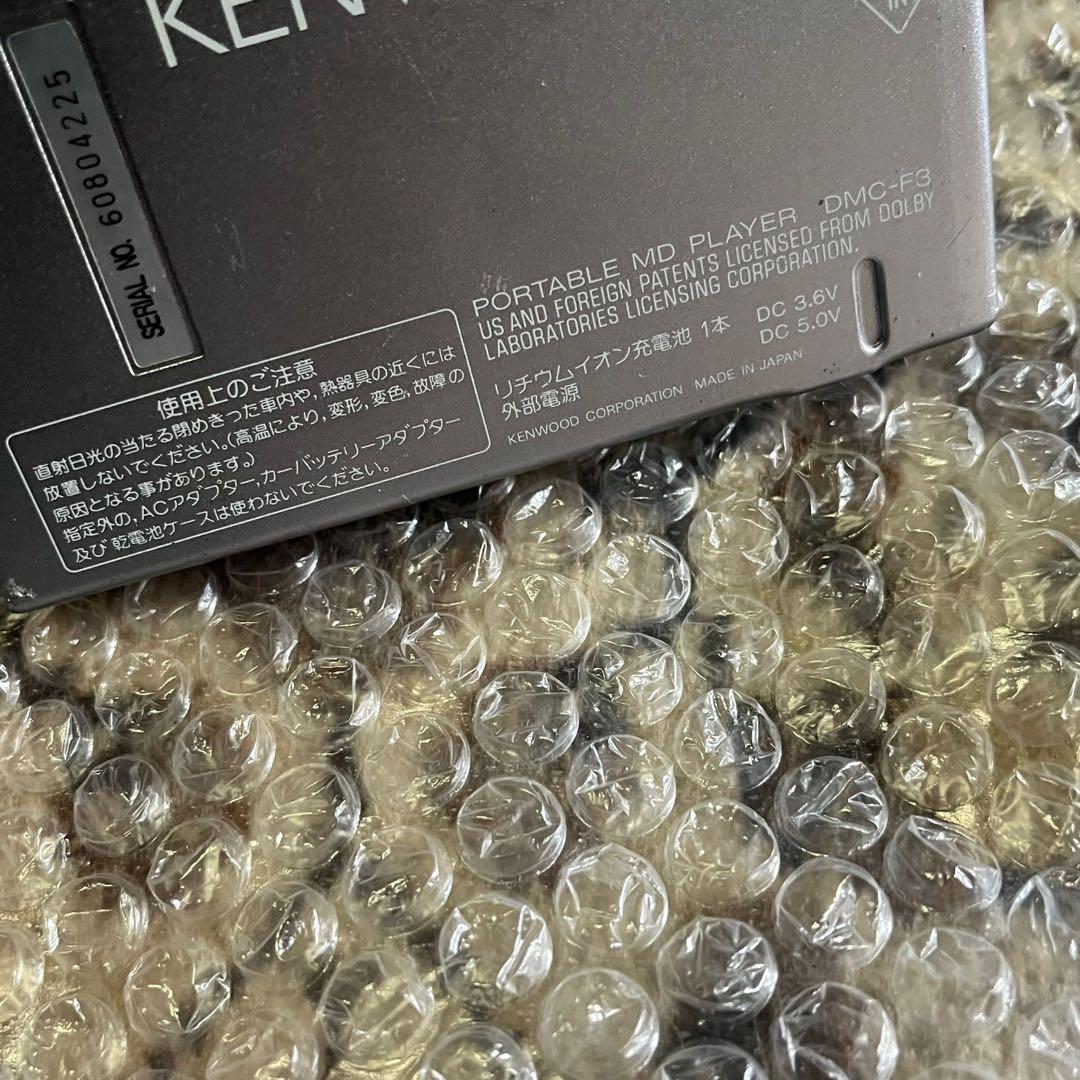 SERIAL NO. 60804225
PORTABLE MD PLAYER DMC-F3
US AND FOREIGN PATENTS LICENSED FROM DOLBY
LABORATORIES LICENSING CORPORATION.
リチウムイオン充電池 1本 DC 3.6V
外部電源 DC 5.0V
KENWOOD CORPORATION MADE IN JAPAN
使用上のご注意
直射日光の当たる閉めきった車内や,熱器具の近くには
放置しないでください。(高温により,変形,変色,故障の
原因となる事があります。)
指定外の,ACアダプター,カーバッテリーアダプター
及び乾電池ケースは使わないでください。